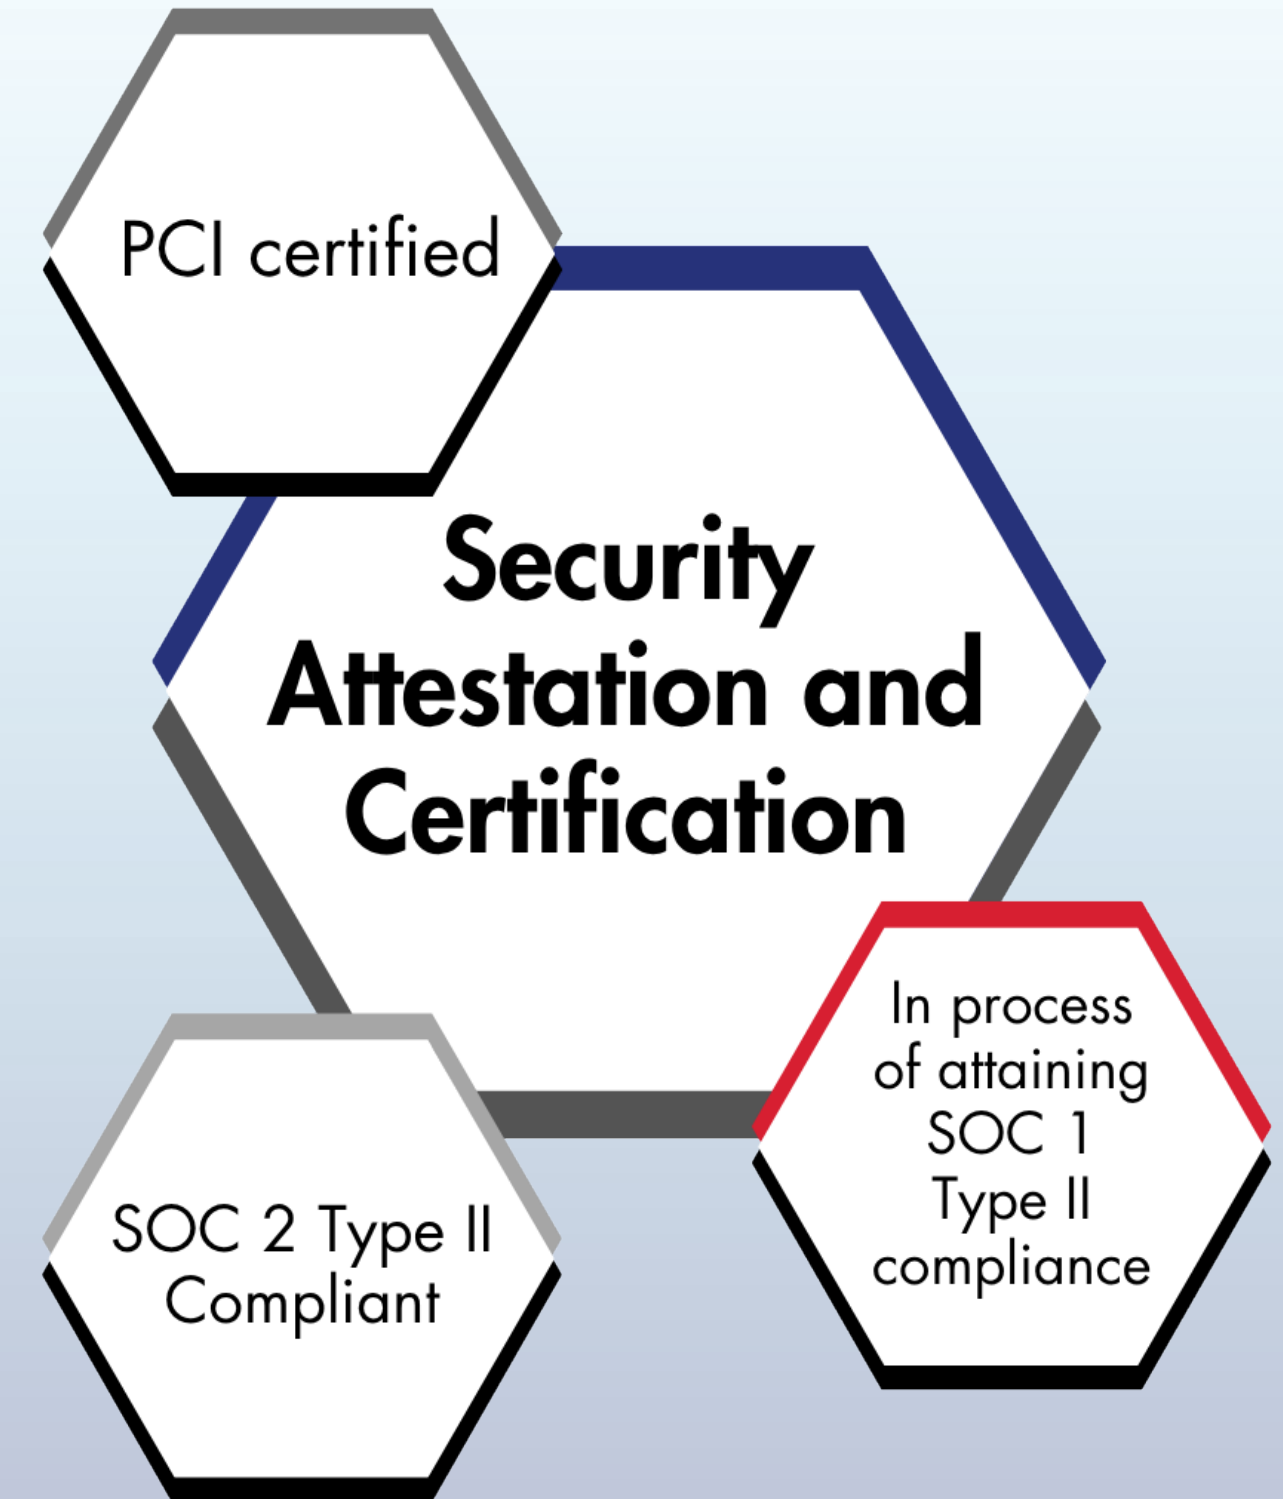 PCI certified
Security
Attestation and
Certification
In process
of attaining
SOC 1
Type II
compliance
SOC 2 Type II
Compliant